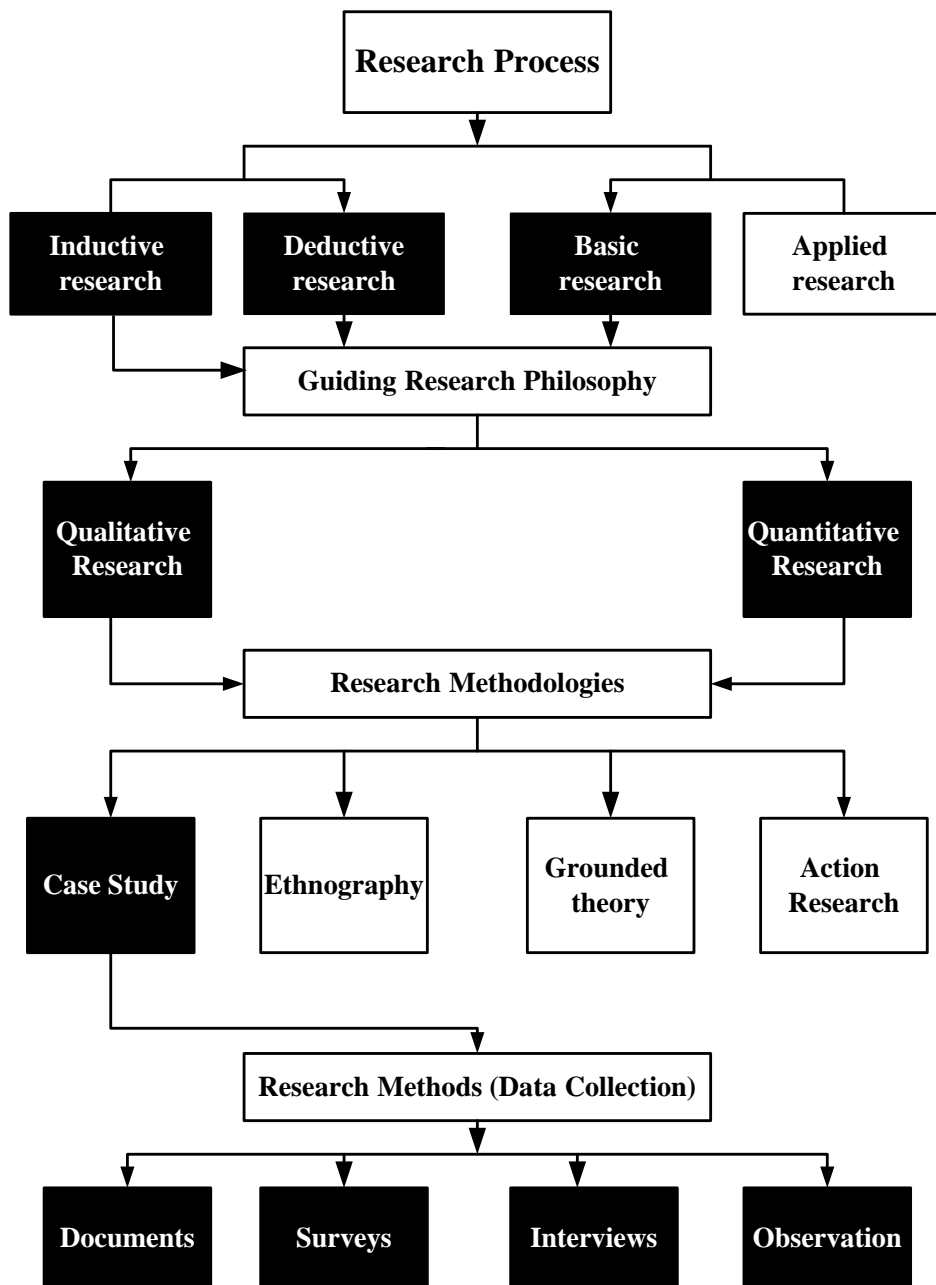 Research Process
Inductive
research
Deductive
research
Basic
research
Applied
research
Guiding Research Philosophy
Qualitative
Research
Quantitative
Research
Research Methodologies
Case Study
Ethnography
Grounded
theory
Action
Research
Research Methods (Data Collection)
Documents
Surveys
Interviews
Observation